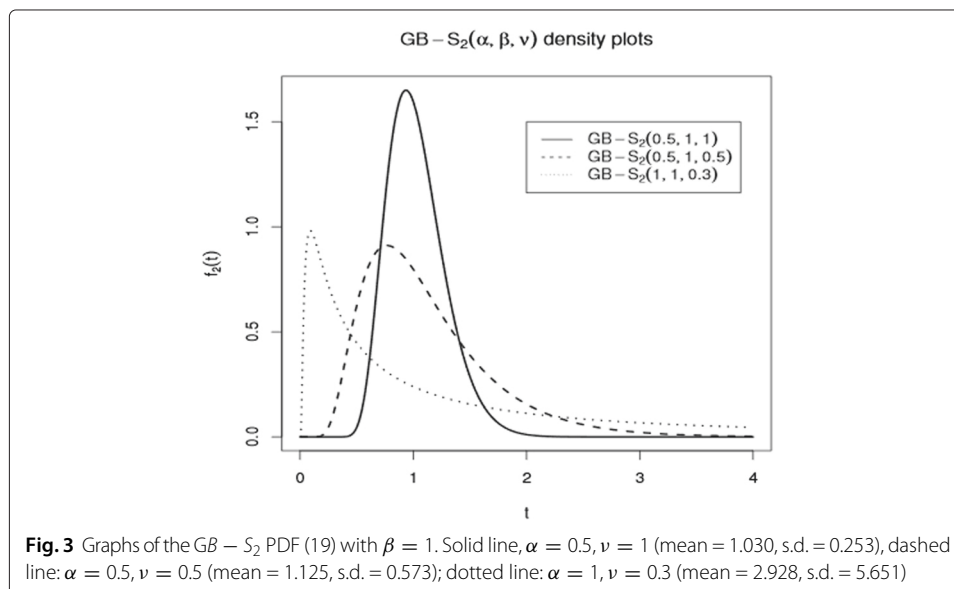 GB−S₂(α, β, ν) density plots
GB−S₂(0.5, 1, 1)
GB−S₂(0.5, 1, 0.5)
GB−S₂(1, 1, 0.3)
f₂(t)
1.5
1.0
0.5
0.0
0 1 2 3 4
t
Fig. 3 Graphs of the GB − S₂ PDF (19) with β = 1. Solid line, α = 0.5, ν = 1 (mean = 1.030, s.d. = 0.253), dashed
line: α = 0.5, ν = 0.5 (mean = 1.125, s.d. = 0.573); dotted line: α = 1, ν = 0.3 (mean = 2.928, s.d. = 5.651)